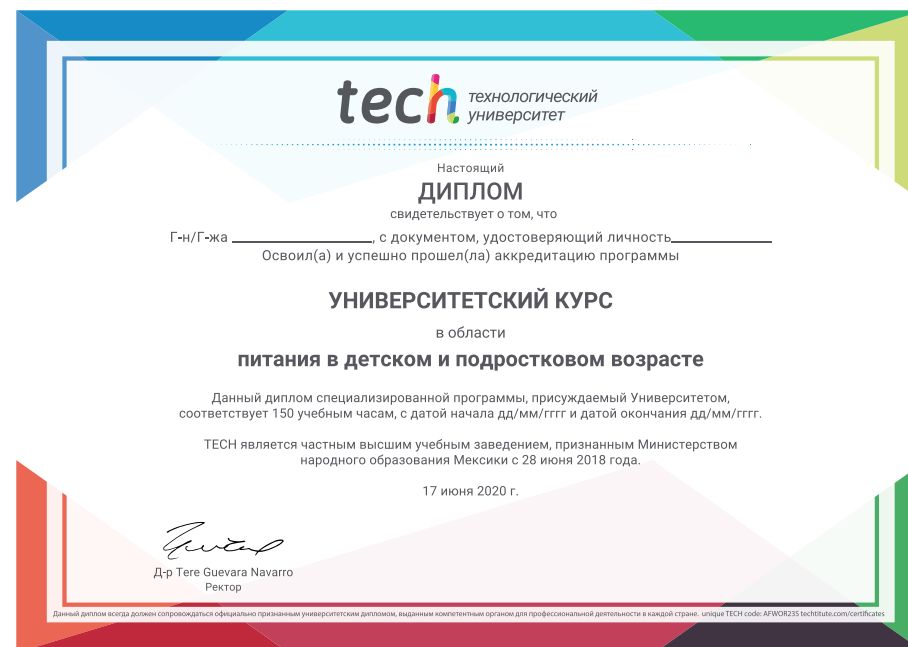 tech технологический
университет
Настоящий
ДИПЛОМ
свидетельствует о том, что
Г-н/Г-жа ____________________, с документом, удостоверяющий личность_______________
Освоил(а) и успешно прошел(ла) аккредитацию программы
УНИВЕРСИТЕТСКИЙ КУРС
в области
питания в детском и подростковом возрасте
Данный диплом специализированной программы, присуждаемый Университетом,
соответствует 150 учебным часам, с датой начала дд/мм/гггг и датой окончания дд/мм/гггг.
TECH является частным высшим учебным заведением, признанным Министерством
народного образования Мексики с 28 июня 2018 года.
17 июня 2020 г.
Д-р Tere Guevara Navarro
Ректор
Данный диплом всегда должен сопровождаться официально признанным университетским дипломом, выданным компетентным органом для профессиональной деятельности в каждой стране. unique TECH code: AFWOR23S techtitute.com/certificates